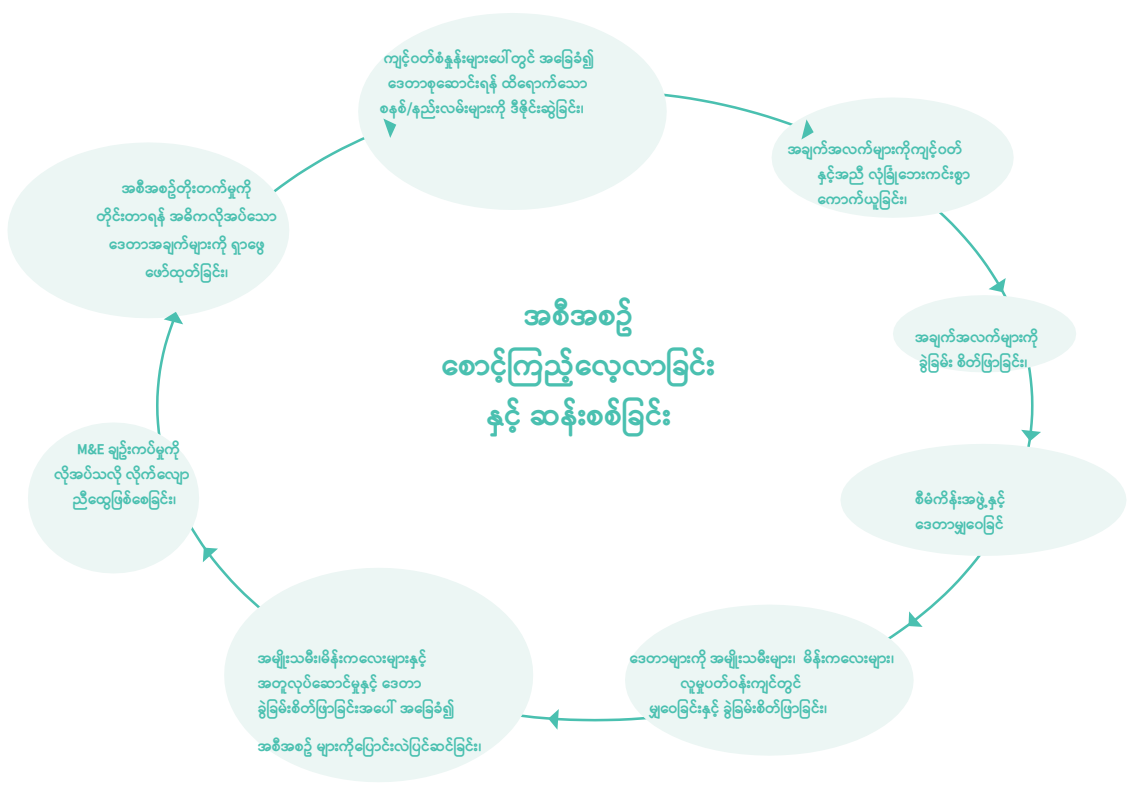 ကျင့်ဝတ်စံနှုန်းများပေါ်တွင် အခြေခံ၍
ဒေတာစုဆောင်းရန် ထိရောက်သော
စနစ်/နည်းလမ်းများကို ဒီဇိုင်းဆွဲခြင်း၊
အချက်အလက်များကိုကျင့်ဝတ်
နှင့်အညီ လုံခြုံဘေးကင်းစွာ
ကောက်ယူခြင်း၊
အချက်အလက်များကို
ခွဲခြမ်း စိတ်ဖြာခြင်း၊
စီမံကိန်းအဖွဲ့နှင့်
ဒေတာမျှဝေခြင်
ဒေတာများကို အမျိုးသမီးများ၊ မိန်းကလေးများ၊
လူမှုပတ်ဝန်းကျင်တွင်
မျှဝေခြင်းနှင့် ခွဲခြမ်းစိတ်ဖြာခြင်း၊
အမျိုးသမီး၊မိန်းကလေးများနှင့်
အတူလုပ်ဆောင်မှုနှင့် ဒေတာ
ခွဲခြမ်းစိတ်ဖြာခြင်းအပေါ် အခြေခံ၍
အစီအစဉ် များကိုပြောင်းလဲပြင်ဆင်ခြင်း၊
M&E ချဉ်းကပ်မှုကို
လိုအပ်သလို လိုက်လျော
ညီထွေဖြစ်စေခြင်း၊
အစီအစဉ်တိုးတက်မှုကို
တိုင်းတာရန် အဓိကလိုအပ်သော
ဒေတာအချက်များကို ရှာဖွေ
ဖော်ထုတ်ခြင်း၊
အစီအစဉ်
စောင့်ကြည့်လေ့လာခြင်း
နှင့် ဆန်းစစ်ခြင်း